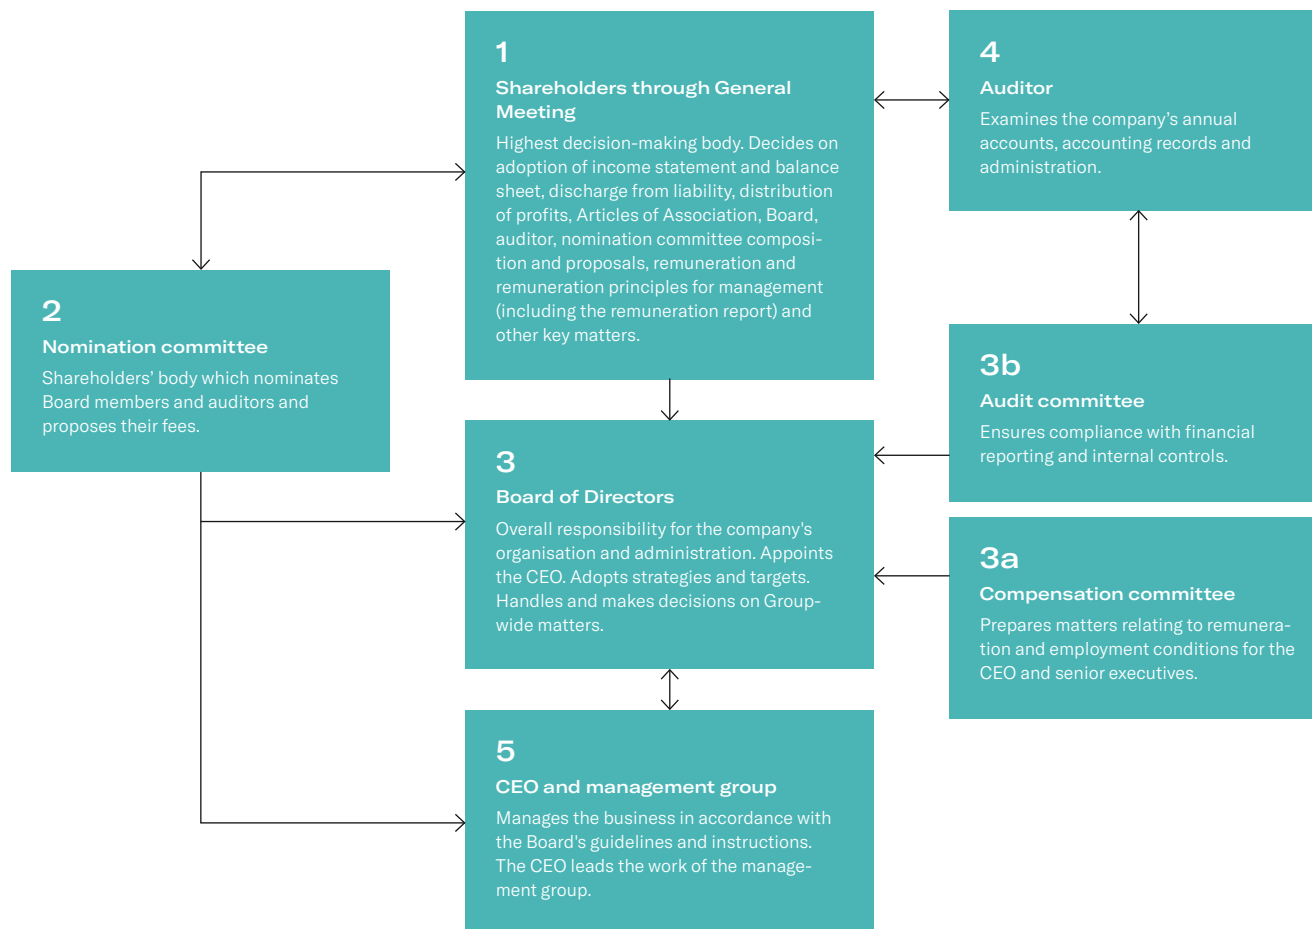 1
Shareholders through General
Meeting
Highest decision-making body. Decides on
adoption of income statement and balance
sheet, discharge from liability, distribution
of profits, Articles of Association, Board,
auditor, nomination committee composi-
tion and proposals, remuneration and
remuneration principles for management
(including the remuneration report) and
other key matters.
4
Auditor
Examines the company's annual
accounts, accounting records and
administration.
2
Nomination committee
Shareholders' body which nominates
Board members and auditors and
proposes their fees.
3b
Audit committee
Ensures compliance with financial
reporting and internal controls.
3
Board of Directors
Overall responsibility for the company's
organisation and administration. Appoints
the CEO. Adopts strategies and targets.
Handles and makes decisions on Group-
wide matters.
3a
Compensation committee
Prepares matters relating to remunera-
tion and employment conditions for the
CEO and senior executives.
5
CEO and management group
Manages the business in accordance with
the Board's guidelines and instructions.
The CEO leads the work of the manage-
ment group.